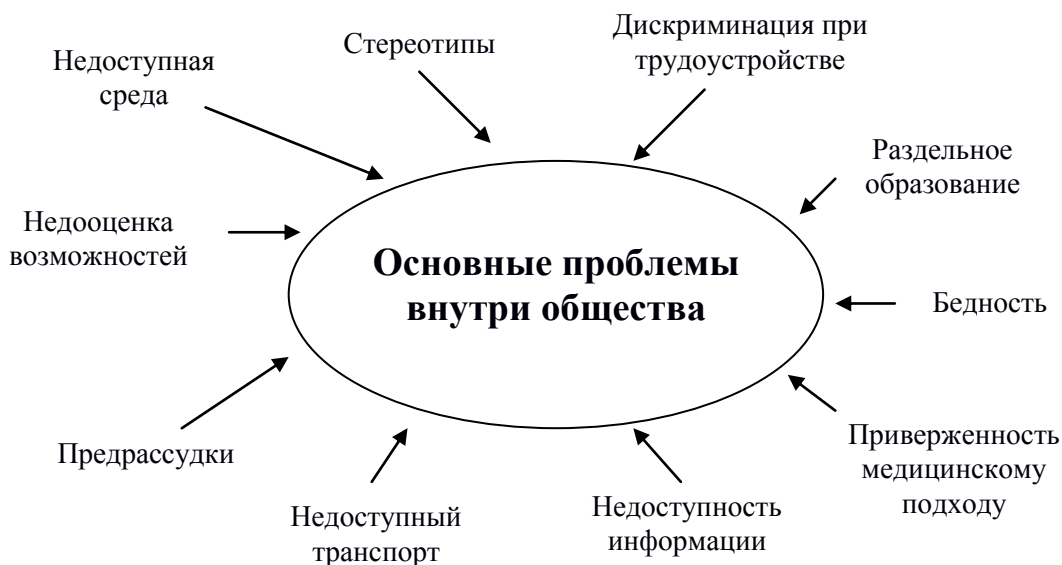 Стереотипы
Дискриминация при
трудоустройстве
Недоступная
среда
Раздельное
образование
Недооценка
возможностей
Основные проблемы
внутри общества
Бедность
Предрассудки
Приверженность
медицинскому
подходу
Недоступный
транспорт
Недоступность
информации